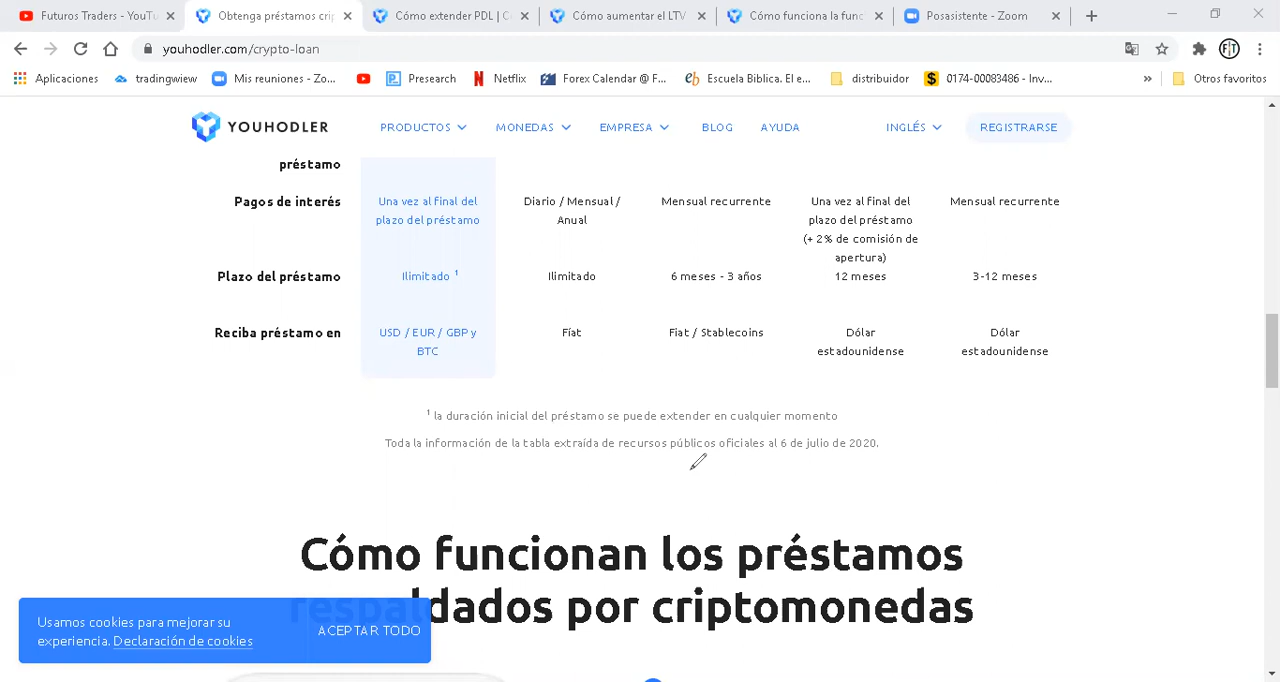 Futuros Traders - YouTu
Obtenga préstamos crip
Cómo extender PDL | C
Cómo aumentar el LTV
Cómo funciona la func
Posasistente - Zoom
youhodler.com/crypto-loan
F|T
Aplicaciones
tradingwiew
Mis reuniones - Zo...
Presearch
Netflix
Forex Calendar @ F...
Escuela Biblica. El e...
distribuidor
0174-00083486 - Inv...
»
Otros favoritos
YOUHODLER
PRODUCTOS
MONEDAS
EMPRESA
BLOG
AYUDA
INGLÉS
REGISTRARSE
préstamo
Pagos de interés
Una vez al final del
plazo del préstamo
Diario / Mensual /
Anual
Mensual recurrente
Una vez al final del
plazo del préstamo
(+ 2% de comisión de
apertura)
Mensual recurrente
Plazo del préstamo
Ilimitado ¹
Ilimitado
6 meses - 3 años
12 meses
3-12 meses
Reciba préstamo en
USD / EUR / GBP y
BTC
Fíat
Fiat / Stablecoins
Dólar
estadounidense
Dólar
estadounidense
¹ la duración inicial del préstamo se puede extender en cualquier momento
Toda la información de la tabla extraída de recursos públicos oficiales al 6 de julio de 2020.
Cómo funcionan los préstamos
respaldados por criptomonedas
Usamos cookies para mejorar su
experiencia. Declaración de cookies
ACEPTAR TODO